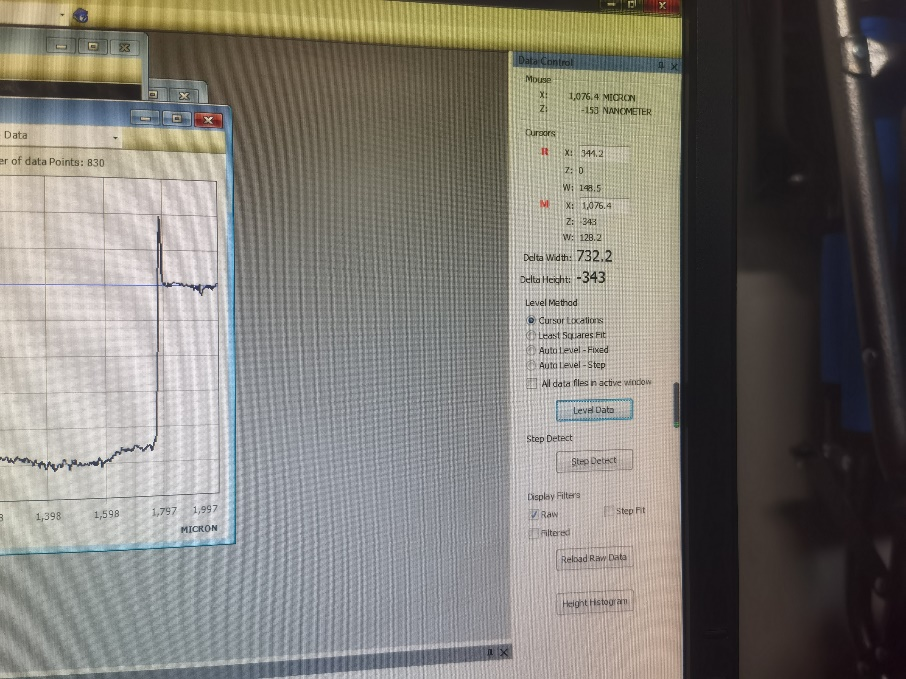 Data Control
Mouse
X: 1,076.4 MICRON
Z: -153 NANOMETER
Cursors
R X: 344.2
Z: 0
W: 148.5
M X: 1,076.4
Z: -343
W: 128.2
Delta Width: 732.2
Delta Height: -343
Level Method
Cursor Locations
Least Squares Fit
Auto Level - Fixed
Auto Level - Step
All data files in active window
Level Data
Step Detect
Step Detect
Display Filters
Raw
Step Fit
Filtered
Reload Raw Data
Height Histogram
Data
er of data Points: 830
1,398 1,598 1,797 1,997
MICRON